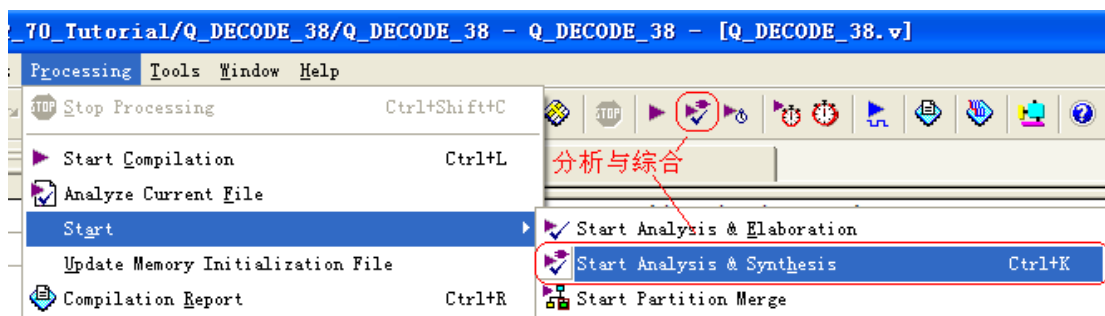 _70_Tutorial/Q_DECODE_38/Q_DECODE_38 - Q_DECODE_38 - [Q_DECODE_38.v]
Processing Tools Window Help
STOP Stop Processing Ctrl+Shift+C
STOP
Start Compilation Ctrl+L
分析与综合
Analyze Current File
Start
Start Analysis & Elaboration
Update Memory Initialization File
Start Analysis & Synthesis Ctrl+K
Compilation Report Ctrl+R
Start Partition Merge